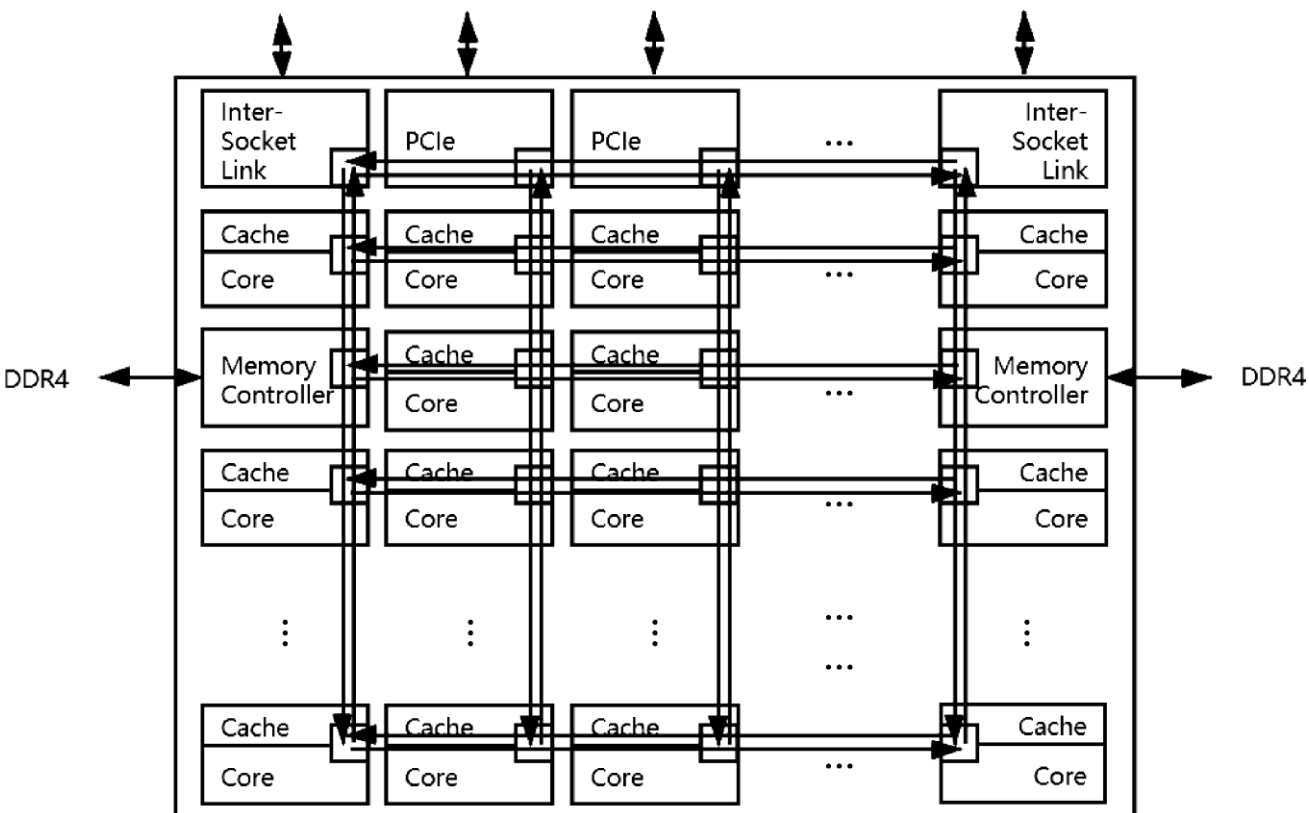 Inter-
Socket
Link
PCIe
PCIe
...
Inter-
Socket
Link
Cache
Core
Cache
Core
Cache
Core
...
Cache
Core
DDR4
Memory
Controller
Cache
Core
Cache
Core
...
Memory
Controller
DDR4
Cache
Core
Cache
Core
Cache
Core
...
Cache
Core
...
...
...
...
...
...
Cache
Core
Cache
Core
Cache
Core
...
Cache
Core